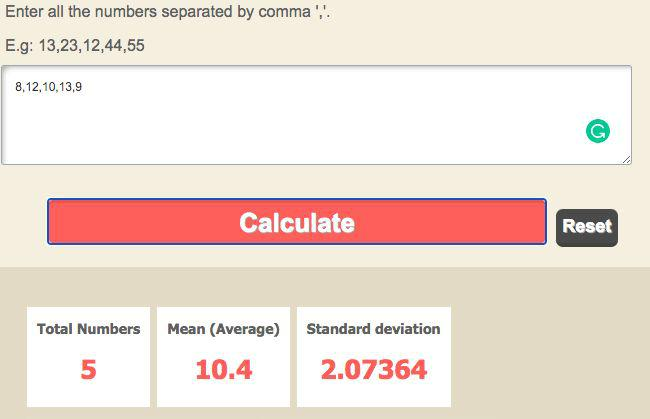 Enter all the numbers separated by comma ','.
E.g: 13,23,12,44,55
8,12,10,13,9
Calculate
Reset
Total Numbers
Mean (Average)
Standard deviation
5
10.4
2.07364